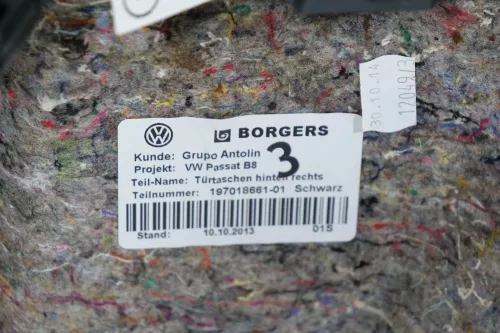 BORGERS
Kunde: Grupo Antolin
Projekt: VW Passat B8
3
Teil-Name: Türtaschen hinten rechts
Teilnummer: 197018661-01 Schwarz
Stand: 10.10.2013 01S
30.10.14